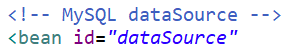 <!-- MySQL dataSource -->
<bean id="dataSource"